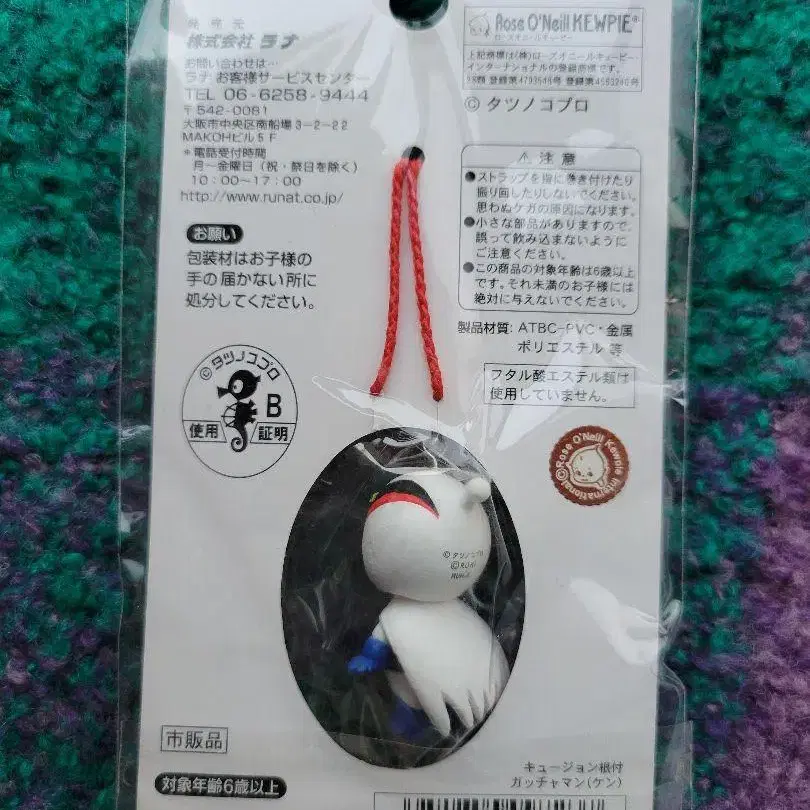 発売元
株式会社 ラナ
お問い合わせは…
ラナ お客様サービスセンター
TEL 06-6258-9444
〒542-0081
大阪市中央区南船場3-2-22
MAKOHビル5F
*電話受付時間
月～金曜日(祝・祭日を除く)
10:00～17:00
http://www.runat.co.jp/
お願い
包装材はお子様の
手の届かない所に
処分してください。
©タツノコプロ
B
使用 証明
市販品
対象年齢6歳以上
Rose O'Neill KEWPIE®
ローズオニールキューピー
上記商標は(株)ローズオニールキューピー・
インターナショナルの登録商標です。
©タツノコプロ
⚠ 注意
●ストラップを指に巻き付けたり
振り回したりしないでください。
思わぬケガの原因になります。
●小さな部品がありますので、
誤って飲み込まないように
ご注意ください。
●この商品の対象年齢は6歳以上
です。それ未満のお子様には
絶対に与えないでください。
製品材質:ATBC-PVC・金属
ポリエステル 等
フタル酸エステル類は
使用していません。
©Rose O'Neill Kewpie International
©タツノコプロ
キュージョン根付
ガッチャマン(ケン)